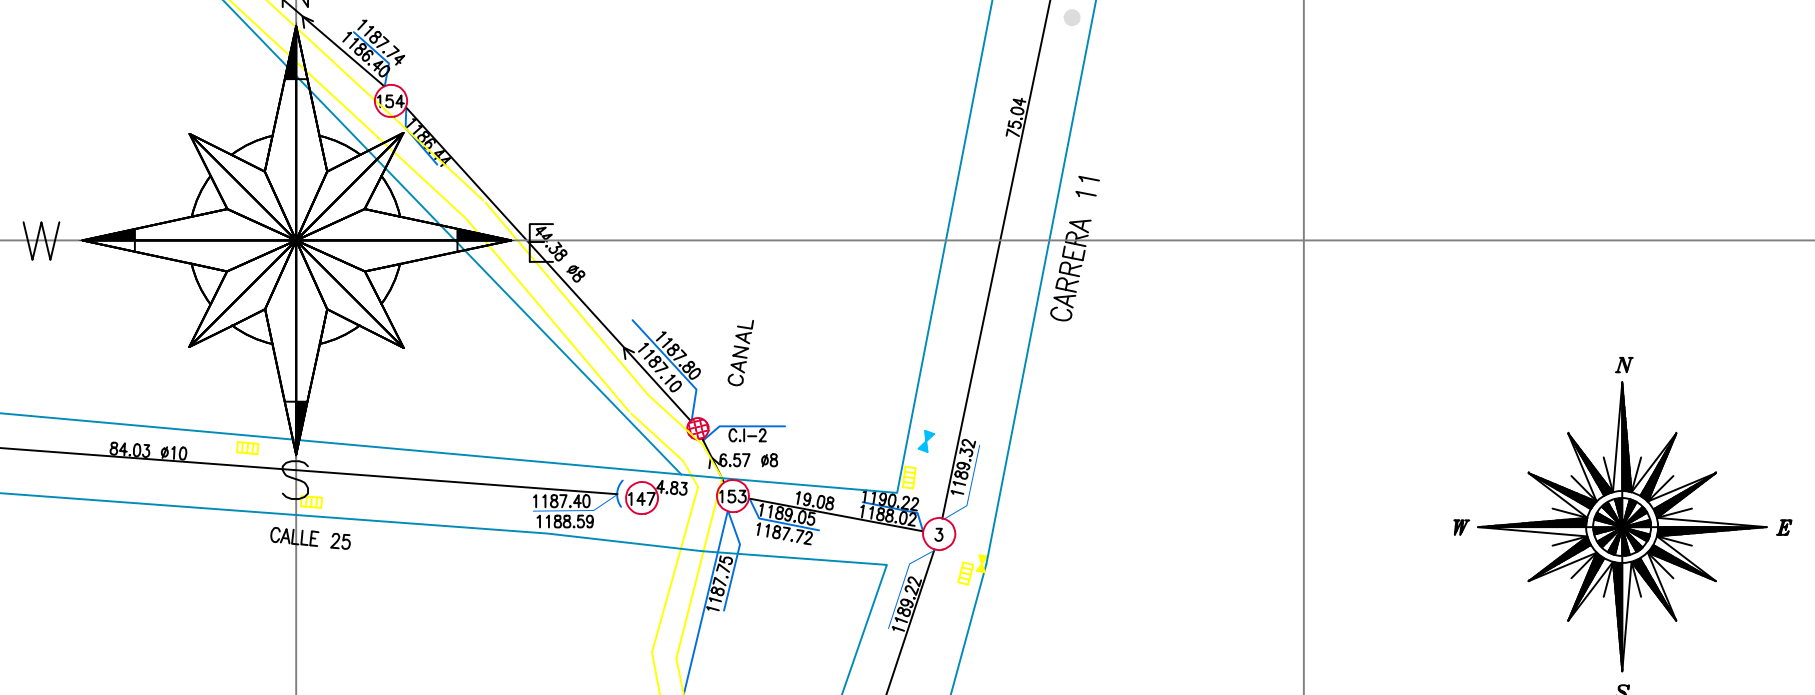 N
1187.74
1186.40
154
1186.44
75.04
CARRERA 11
W
E
44.38 ø8
1187.80
1187.10
CANAL
N
C.I-2
6.57 ø8
84.03 ø10
S
1189.32
4.83
147
153
19.08
1190.22
1188.02
1187.40
1188.59
1189.05
1187.72
3
W
E
CALLE 25
1187.75
1189.22
S